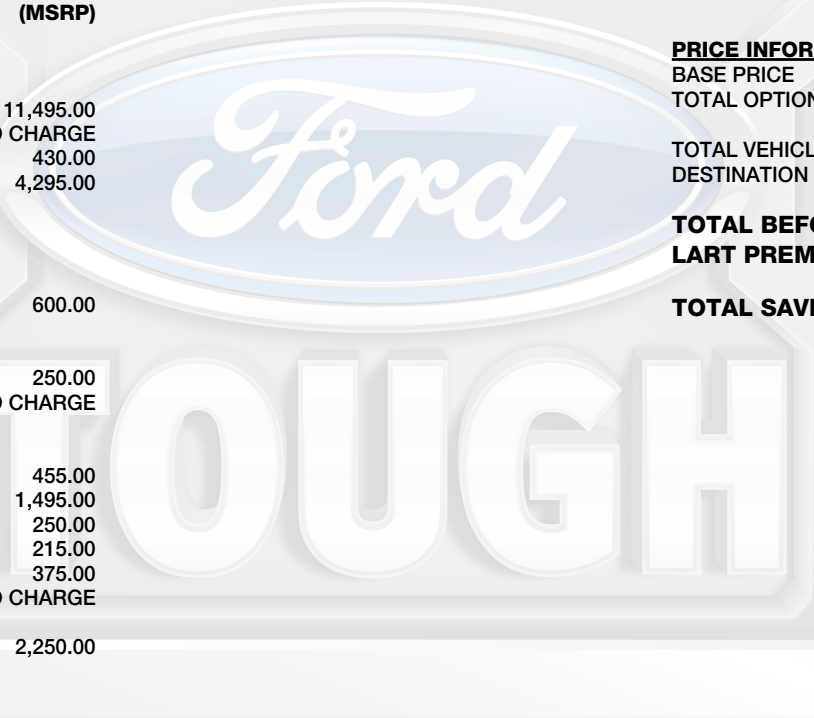 (MSRP)
11,495.00
CHARGE
430.00
4,295.00
600.00
250.00
CHARGE
455.00
1,495.00
250.00
215.00
375.00
CHARGE
2,250.00
Ford
TOUGH
PRICE INFOR
BASE PRICE
TOTAL OPTION
TOTAL VEHICL
DESTINATION
TOTAL BEFO
LART PREM
TOTAL SAVI